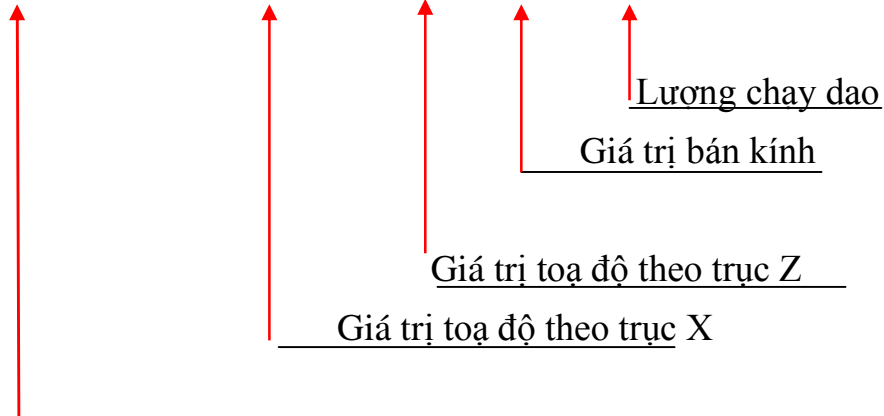 Lượng chạy dao
Giá trị bán kính
Giá trị toạ độ theo trục Z
Giá trị toạ độ theo trục X